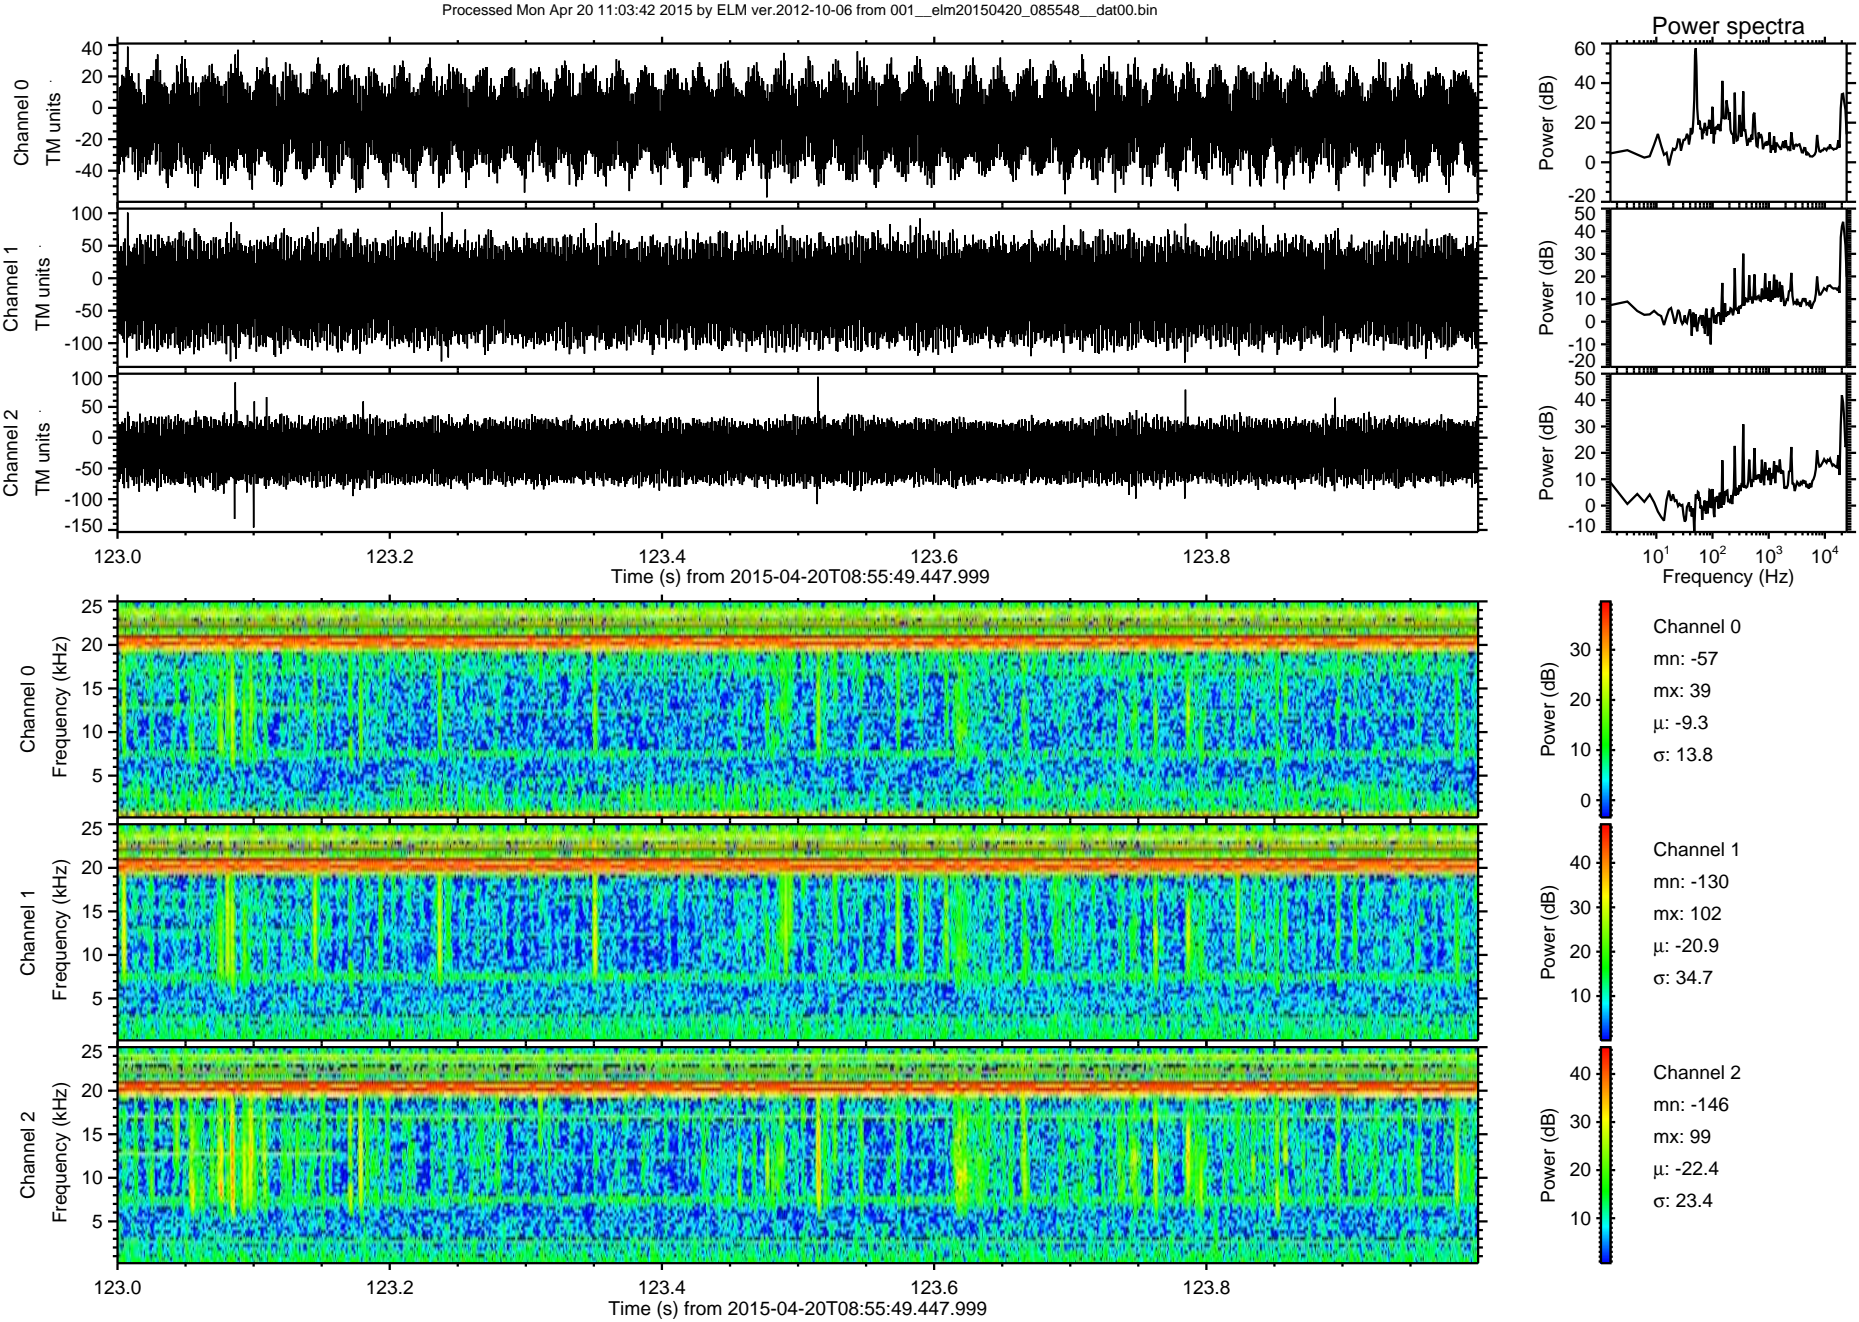 Processed Mon Apr 20 11:03:42 2015 by ELM ver.2012-10-06 from 001__elm20150420_085548__dat00.bin
Power spectra
Channel 0
TM units
40
20
0
-20
-40
Power (dB)
60
40
20
0
-20
Channel 1
TM units
100
50
0
-50
-100
Power (dB)
50
40
30
20
10
0
-10
-20
Channel 2
TM units
100
50
0
-50
-100
-150
Power (dB)
50
40
30
20
10
0
-10
123.0 123.2 123.4 123.6 123.8
Time (s) from 2015-04-20T08:55:49.447.999
10¹ 10² 10³ 10⁴
Frequency (Hz)
Channel 0
Frequency (kHz)
25
20
15
10
5
Power (dB)
30
20
10
0
Channel 0
mn: -57
mx: 39
μ: -9.3
σ: 13.8
Channel 1
Frequency (kHz)
25
20
15
10
5
Power (dB)
40
30
20
10
Channel 1
mn: -130
mx: 102
μ: -20.9
σ: 34.7
Channel 2
Frequency (kHz)
25
20
15
10
5
Power (dB)
40
30
20
10
Channel 2
mn: -146
mx: 99
μ: -22.4
σ: 23.4
123.0 123.2 123.4 123.6 123.8
Time (s) from 2015-04-20T08:55:49.447.999